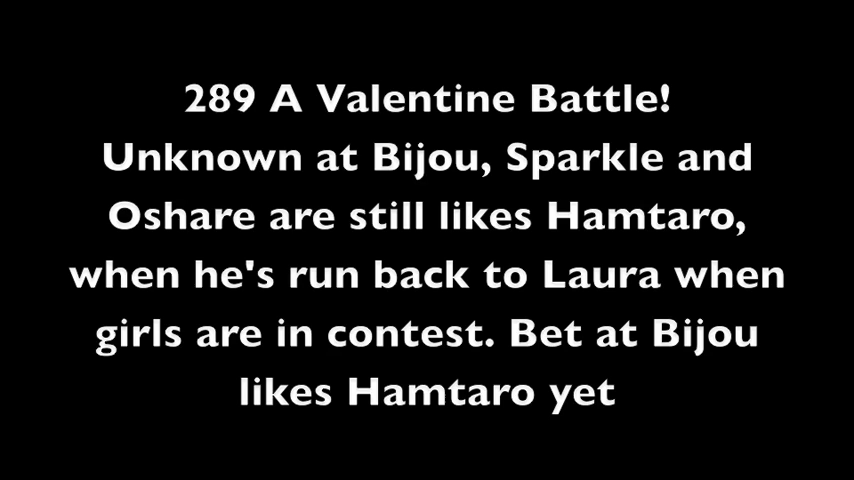 289 A Valentine Battle!
Unknown at Bijou, Sparkle and
Oshare are still likes Hamtaro,
when he's run back to Laura when
girls are in contest. Bet at Bijou
likes Hamtaro yet